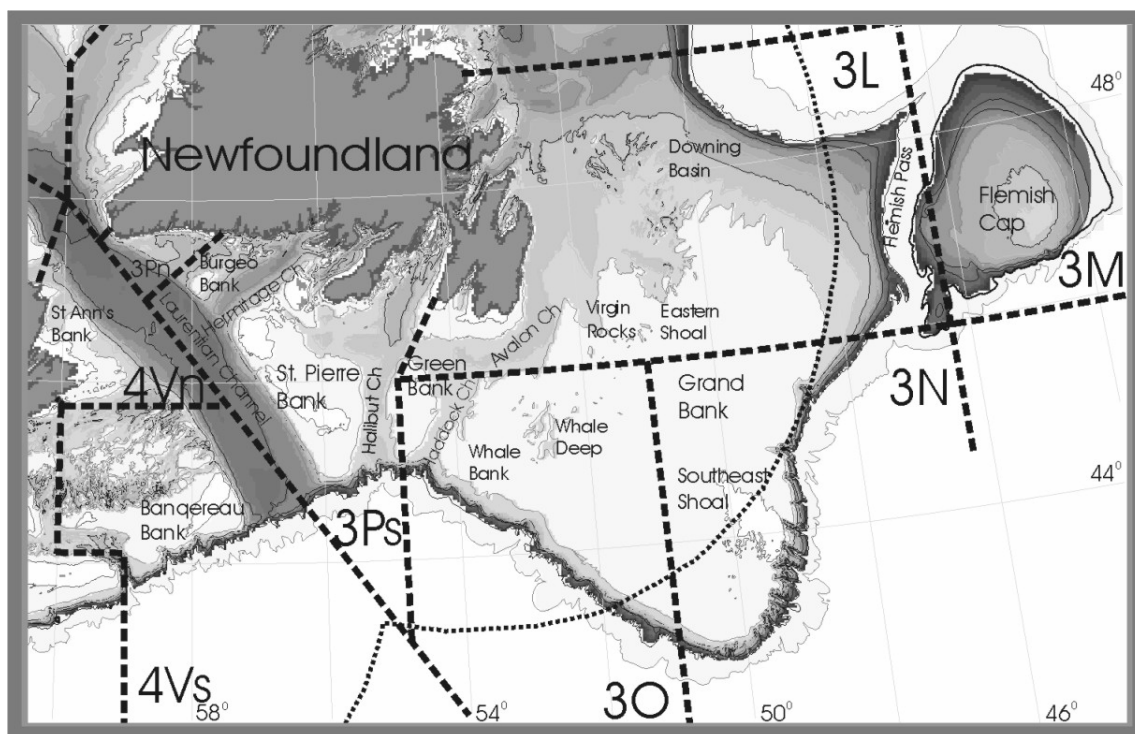 3L
48°
Newfoundland
Downing
Basin
Flemish Pass
Flemish
Cap
3Pn
Burgeo
Bank
Hermitage Ch
3M
St Ann's
Bank
Laurentian Channel
Virgin
Rocks
Eastern
Shoal
Avalon Ch
Green
Bank
4Vn
St. Pierre
Bank
Halibut Ch
addock Ch
Grand
Bank
3N
Whale
Bank
Whale
Deep
44°
Southeast
Shoal
Banqereau
Bank
3Ps
4Vs
58°
54°
3O
50°
46°